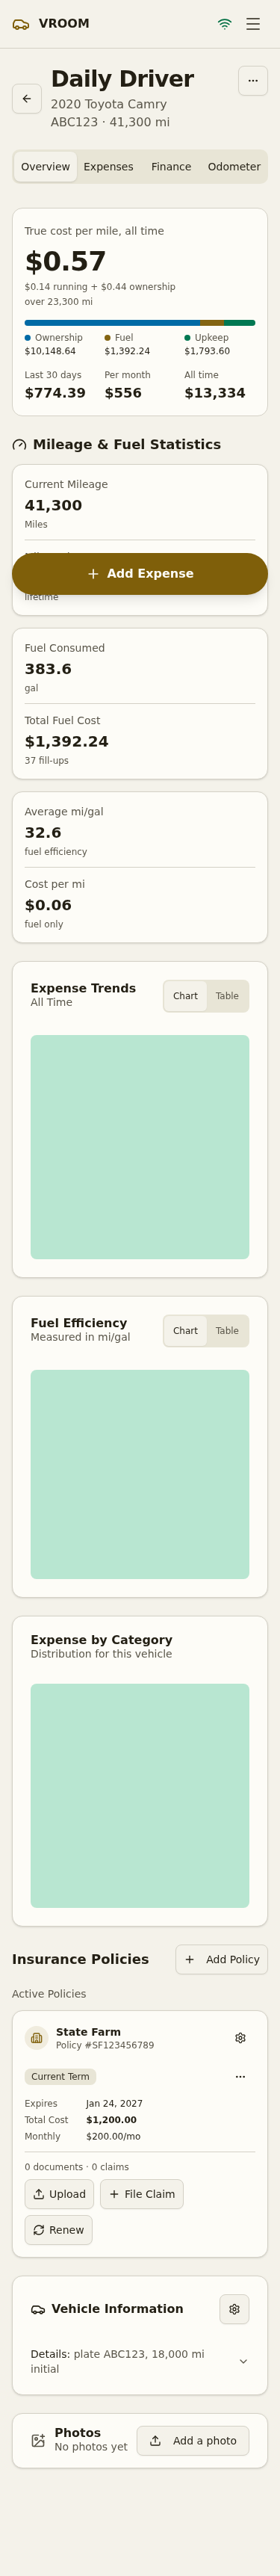 VROOM
Daily Driver
2020 Toyota Camry
ABC123 · 41,300 mi
Overview Expenses Finance Odometer
True cost per mile, all time
$0.57
$0.14 running + $0.44 ownership
over 23,300 mi
Ownership Fuel Upkeep
$10,148.64 $1,392.24 $1,793.60
Last 30 days Per month All time
$774.39 $556 $13,334
Mileage & Fuel Statistics
Current Mileage
41,300
Miles
Add Expense
lifetime
Fuel Consumed
383.6
gal
Total Fuel Cost
$1,392.24
37 fill-ups
Average mi/gal
32.6
fuel efficiency
Cost per mi
$0.06
fuel only
Expense Trends
All Time
Chart Table
Fuel Efficiency
Measured in mi/gal
Chart Table
Expense by Category
Distribution for this vehicle
Insurance Policies
Add Policy
Active Policies
State Farm
Policy #SF123456789
Current Term
Expires Jan 24, 2027
Total Cost $1,200.00
Monthly $200.00/mo
0 documents · 0 claims
Upload File Claim
Renew
Vehicle Information
Details: plate ABC123, 18,000 mi
initial
Photos
No photos yet
Add a photo